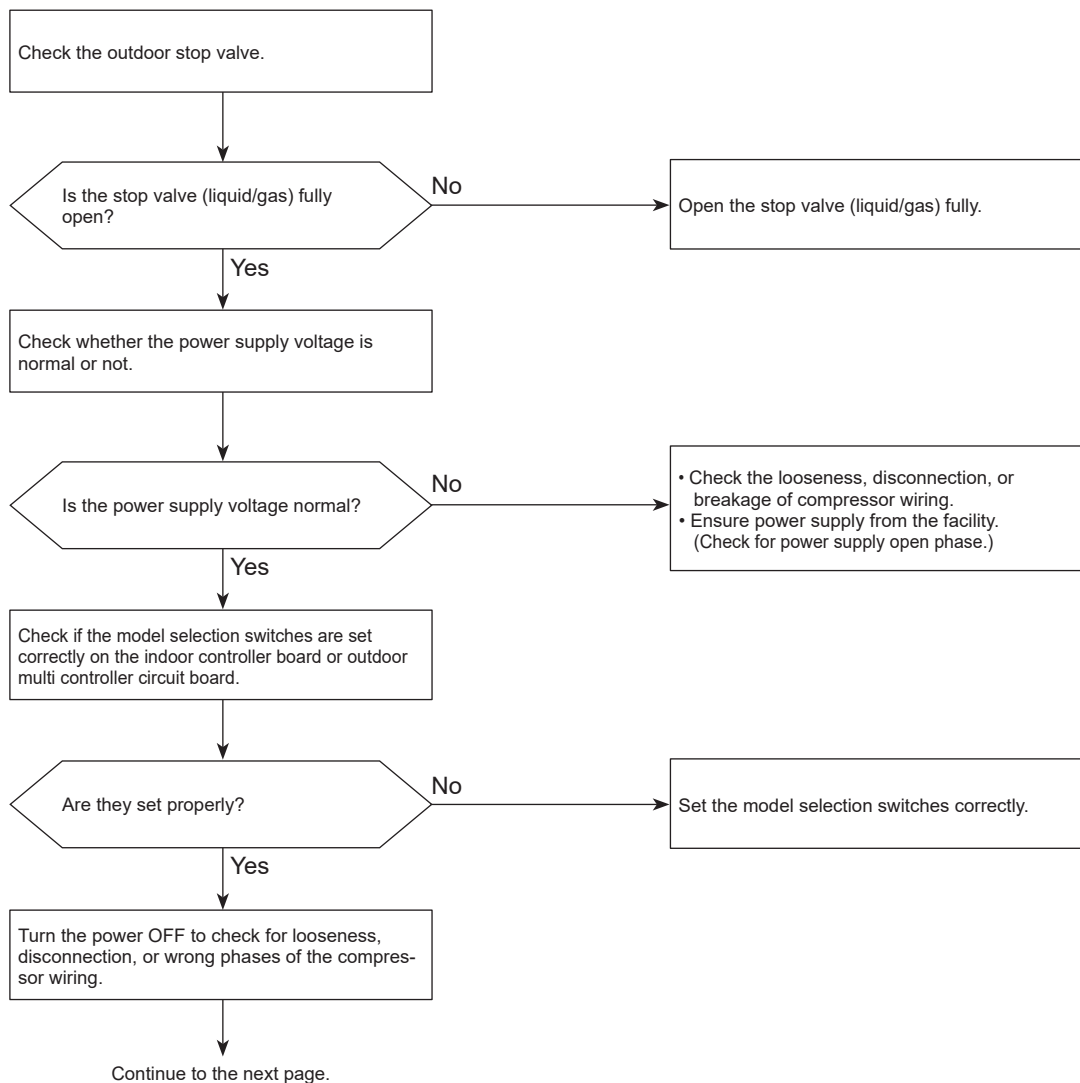 Check the outdoor stop valve.
Is the stop valve (liquid/gas) fully
open?
No
Open the stop valve (liquid/gas) fully.
Yes
Check whether the power supply voltage is
normal or not.
Is the power supply voltage normal?
No
• Check the looseness, disconnection, or
breakage of compressor wiring.
• Ensure power supply from the facility.
(Check for power supply open phase.)
Yes
Check if the model selection switches are set
correctly on the indoor controller board or outdoor
multi controller circuit board.
Are they set properly?
No
Set the model selection switches correctly.
Yes
Turn the power OFF to check for looseness,
disconnection, or wrong phases of the compres-
sor wiring.
Continue to the next page.